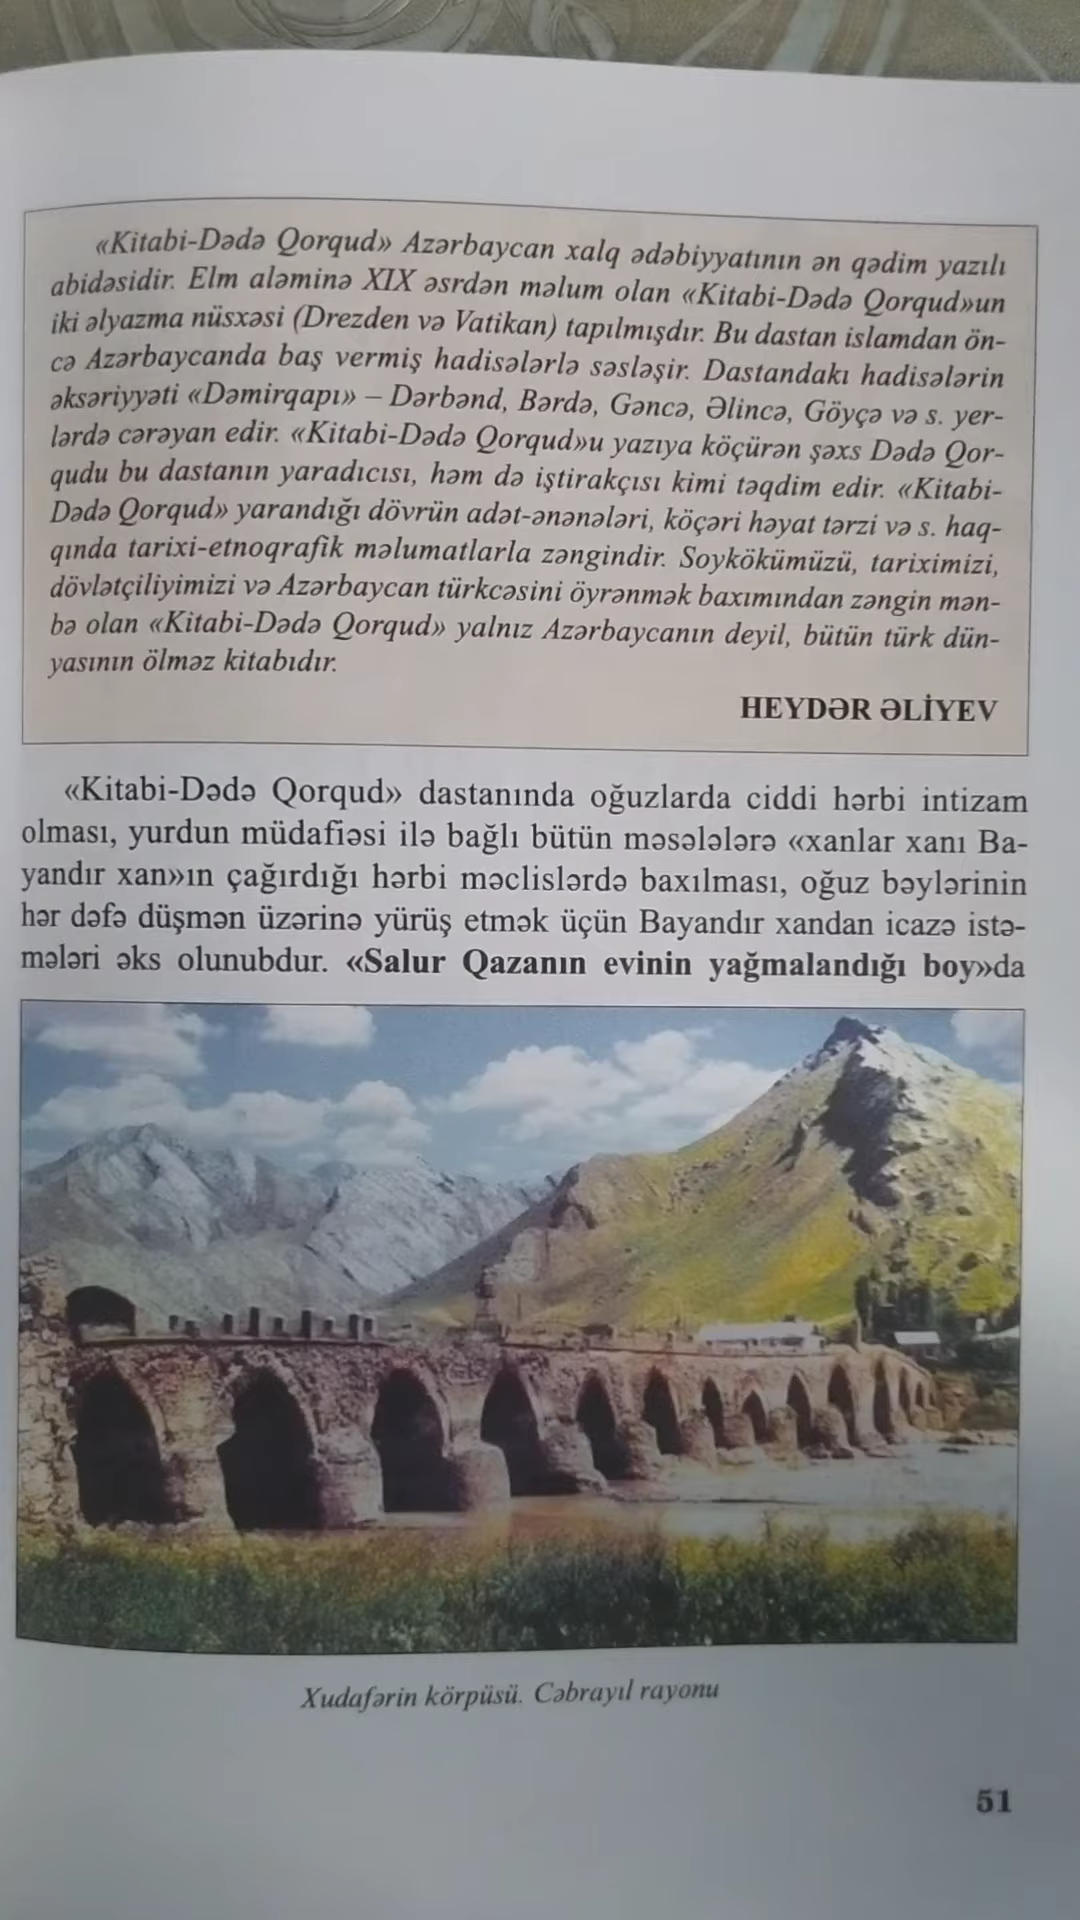 «Kitabi-Dədə Qorqud» Azərbaycan xalq ədəbiyyatının ən qədim yazılı
abidəsidir. Elm aləminə XIX əsrdən məlum olan «Kitabi-Dədə Qorqud»un
iki əlyazma nüsxəsi (Drezden və Vatikan) tapılmışdır. Bu dastan islamdan ön-
cə Azərbaycanda baş vermiş hadisələrlə səsləşir. Dastandakı hadisələrin
əksəriyyəti «Dəmirqapı» – Dərbənd, Bərdə, Gəncə, Əlincə, Göyçə və s. yer-
lərdə cərəyan edir. «Kitabi-Dədə Qorqud»u yazıya köçürən şəxs Dədə Qor-
qudu bu dastanın yaradıcısı, həm də iştirakçısı kimi təqdim edir. «Kitabi-
Dədə Qorqud» yarandığı dövrün adət-ənənələri, köçəri həyat tərzi və s. haq-
qında tarixi-etnoqrafik məlumatlarla zəngindir. Soykökümüzü, tariximizi,
dövlətçiliyimizi və Azərbaycan türkcəsini öyrənmək baxımından zəngin mən-
bə olan «Kitabi-Dədə Qorqud» yalnız Azərbaycanın deyil, bütün türk dün-
yasının ölməz kitabıdır.
HEYDƏR ƏLİYEV
«Kitabi-Dədə Qorqud» dastanında oğuzlarda ciddi hərbi intizam
olması, yurdun müdafiəsi ilə bağlı bütün məsələlərə «xanlar xanı Ba-
yandır xan»ın çağırdığı hərbi məclislərdə baxılması, oğuz bəylərinin
hər dəfə düşmən üzərinə yürüş etmək üçün Bayandır xandan icazə istə-
mələri əks olunubdur. «Salur Qazanın evinin yağmalandığı boy»da
Xudafərin körpüsü. Cəbrayıl rayonu
51